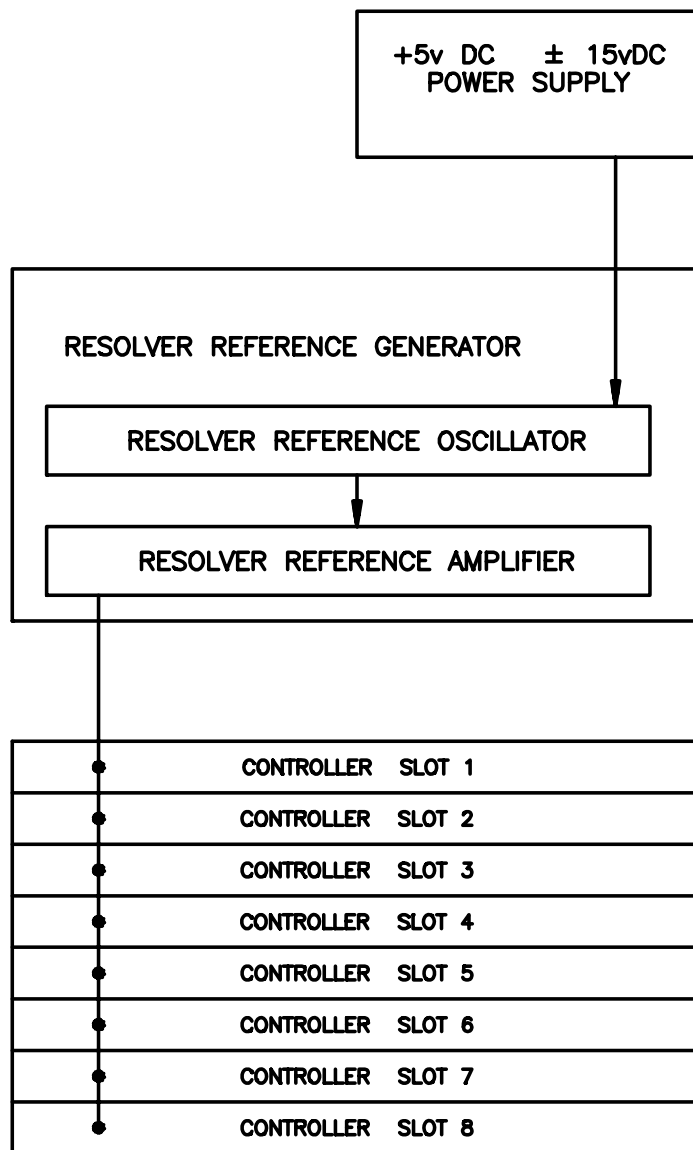 +5v DC ± 15vDC
POWER SUPPLY
RESOLVER REFERENCE GENERATOR
RESOLVER REFERENCE OSCILLATOR
RESOLVER REFERENCE AMPLIFIER
CONTROLLER SLOT 1
CONTROLLER SLOT 2
CONTROLLER SLOT 3
CONTROLLER SLOT 4
CONTROLLER SLOT 5
CONTROLLER SLOT 6
CONTROLLER SLOT 7
CONTROLLER SLOT 8